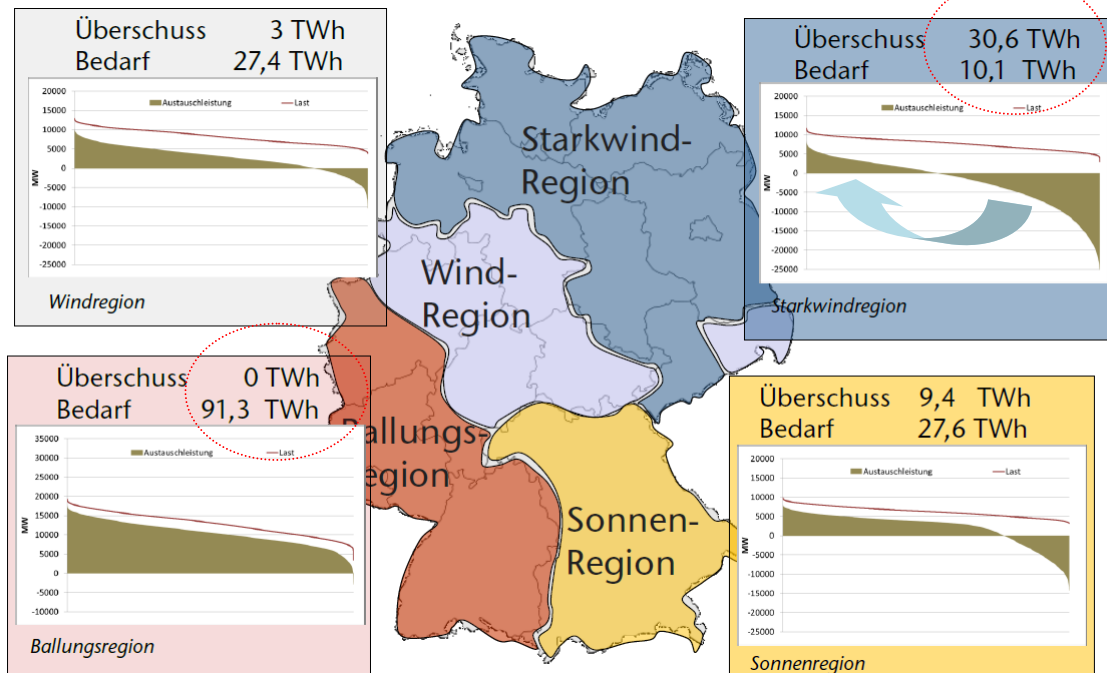 Überschuss 3 TWh
Bedarf 27,4 TWh
20000
15000
10000
5000
0
-5000
-10000
-15000
-20000
-25000
MW
Austauschleistung
Last
Windregion
Überschuss 30,6 TWh
Bedarf 10,1 TWh
20000
15000
10000
5000
0
-5000
-10000
-15000
-20000
-25000
MW
Austauschleistung
Last
Starkwindregion
Starkwind-
Region
Wind-
Region
Ballungs-
region
Sonnen-
Region
Überschuss 0 TWh
Bedarf 91,3 TWh
35000
30000
25000
20000
15000
10000
5000
0
-5000
-10000
MW
Austauschleistung
Last
Ballungsregion
Überschuss 9,4 TWh
Bedarf 27,6 TWh
20000
15000
10000
5000
0
-5000
-10000
-15000
-20000
-25000
MW
Austauschleistung
Last
Sonnenregion